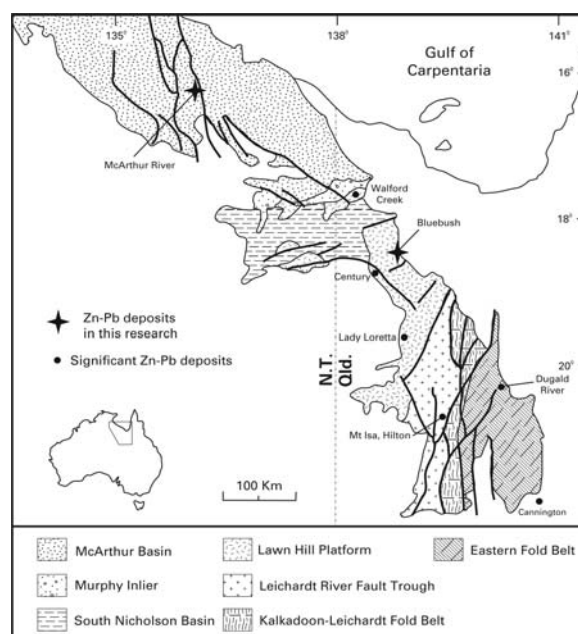 135°
138°
141°
Gulf of
Carpentaria
16°
McArthur River
Walford
Creek
18°
Bluebush
Century
Zn-Pb deposits
in this research
Lady Loretta
Significant Zn-Pb deposits
N.T.
Qld.
20°
Dugald
River
Mt Isa, Hilton
100 Km
Cannington
McArthur Basin
Lawn Hill Platform
Eastern Fold Belt
Murphy Inlier
Leichardt River Fault Trough
South Nicholson Basin
Kalkadoon-Leichardt Fold Belt